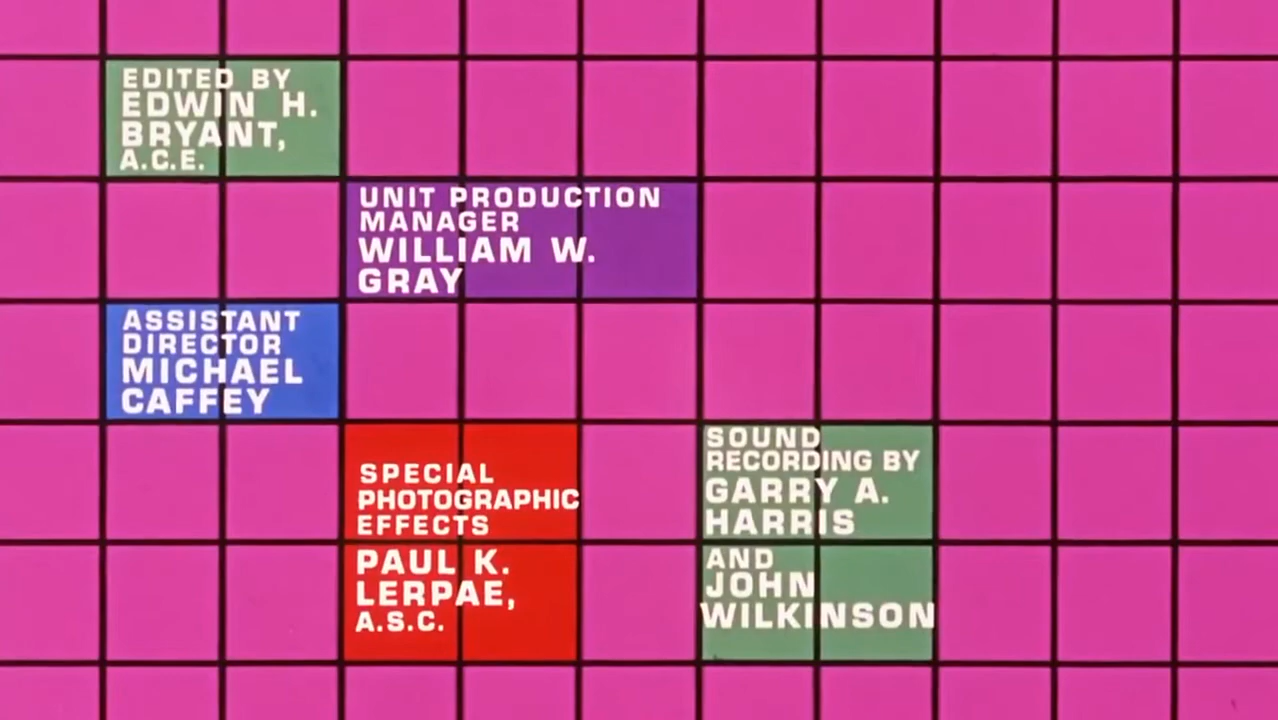 EDITED BY
EDWIN H.
BRYANT,
A.C.E.
UNIT PRODUCTION
MANAGER
WILLIAM W.
GRAY
ASSISTANT
DIRECTOR
MICHAEL
CAFFEY
SPECIAL
PHOTOGRAPHIC
EFFECTS
PAUL K.
LERPAE,
A.S.C.
SOUND
RECORDING BY
GARRY A.
HARRIS
AND
JOHN
WILKINSON